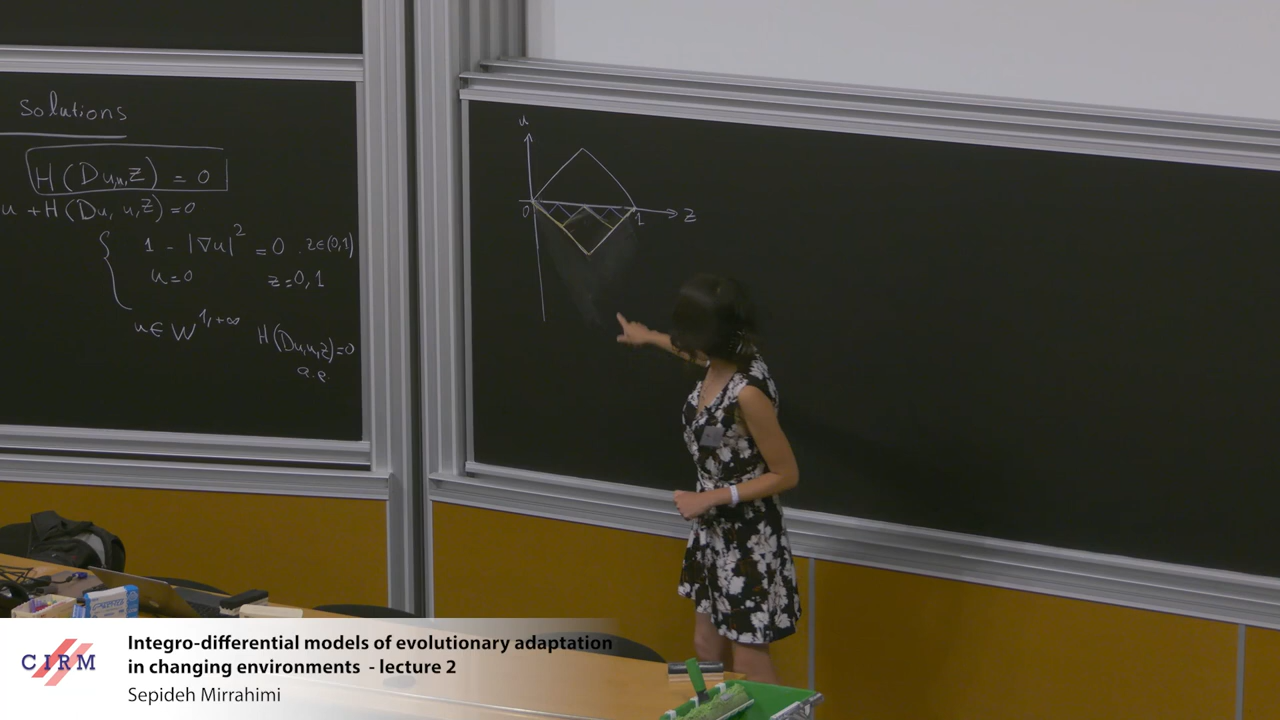 solutions
H(Du,u,z) = 0
u + H(Du, u, z) = 0
1 - |∇u|² = 0 . z∈(0,1)
u=0 z=0,1
u∈ W^{1,+∞} H(Du,u,z)=0
a.e.
u
0 1 z
CIRM
Integro-differential models of evolutionary adaptation
in changing environments - lecture 2
Sepideh Mirrahimi